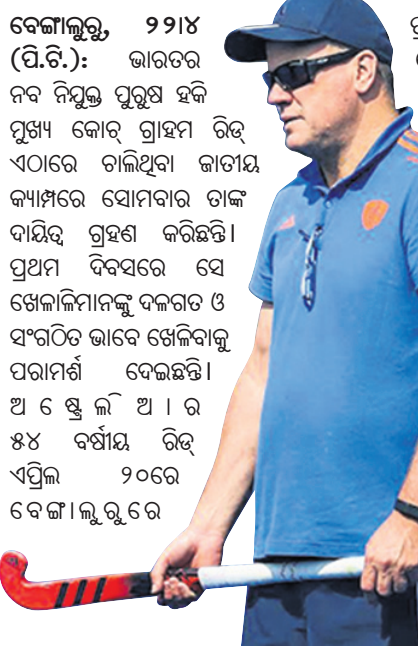 ବେଙ୍ଗାଲୁରୁ, ୨୨।୪
(ପି.ଟି.): ଭାରତର
ନବ ନିଯୁକ୍ତ ପୁରୁଷ ହକି
ମୁଖ୍ୟ କୋଚ୍ ଗ୍ରାହମ ରିଡ୍
ଏଠାରେ ଚାଲିଥିବା ଜାତୀୟ
କ୍ୟାମ୍ପରେ ସୋମବାର ତାଙ୍କ
ଦାୟିତ୍ୱ ଗ୍ରହଣ କରିଛନ୍ତି।
ପ୍ରଥମ ଦିବସରେ ସେ
ଖେଳାଳିମାନଙ୍କୁ ଦଳଗତ ଓ
ସଂଗଠିତ ଭାବେ ଖେଳିବାକୁ
ପରାମର୍ଶ ଦେଇଛନ୍ତି।
ଅଷ୍ଟ୍ରେଲିଆର
୫୪ ବର୍ଷୀୟ ରିଡ୍
ଏପ୍ରିଲ ୨୦ରେ
ବେଙ୍ଗାଲୁରୁରେ